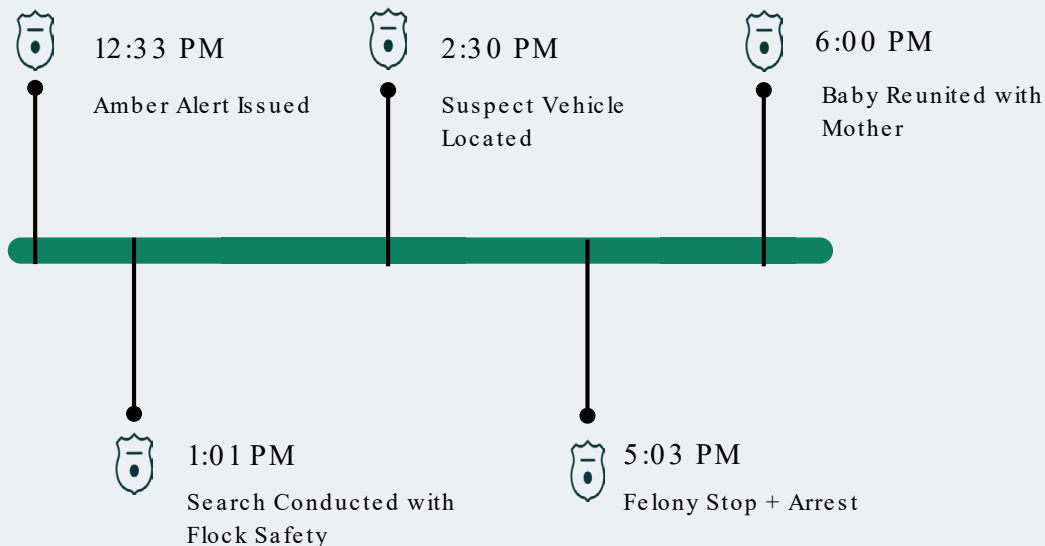 12:33 PM
Amber Alert Issued
1:01 PM
Search Conducted with
Flock Safety
2:30 PM
Suspect Vehicle
Located
5:03 PM
Felony Stop + Arrest
6:00 PM
Baby Reunited with
Mother